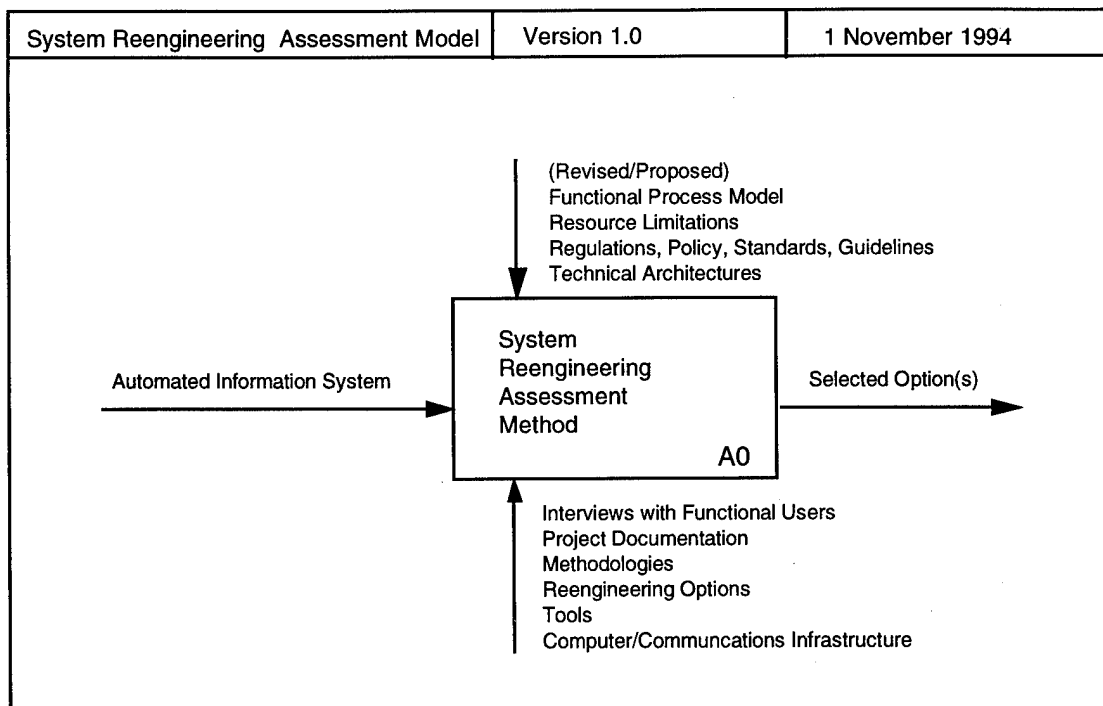 System Reengineering Assessment Model
Version 1.0
1 November 1994
(Revised/Proposed)
Functional Process Model
Resource Limitations
Regulations, Policy, Standards, Guidelines
Technical Architectures
System
Reengineering
Assessment
Method
A0
Automated Information System
Selected Option(s)
Interviews with Functional Users
Project Documentation
Methodologies
Reengineering Options
Tools
Computer/Communcations Infrastructure